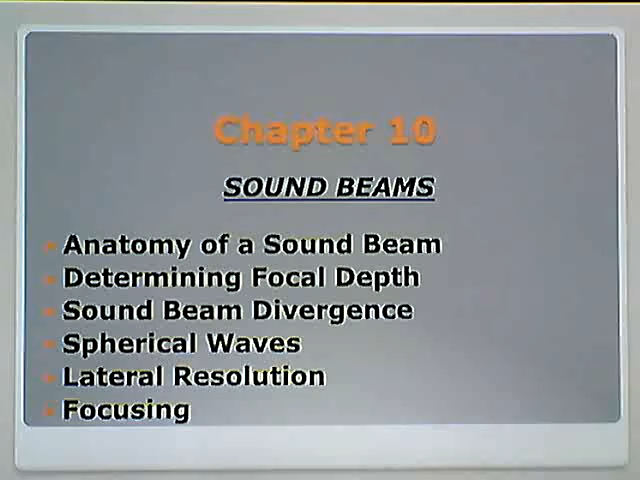 Chapter 10
SOUND BEAMS
Anatomy of a Sound Beam
Determining Focal Depth
Sound Beam Divergence
Spherical Waves
Lateral Resolution
Focusing